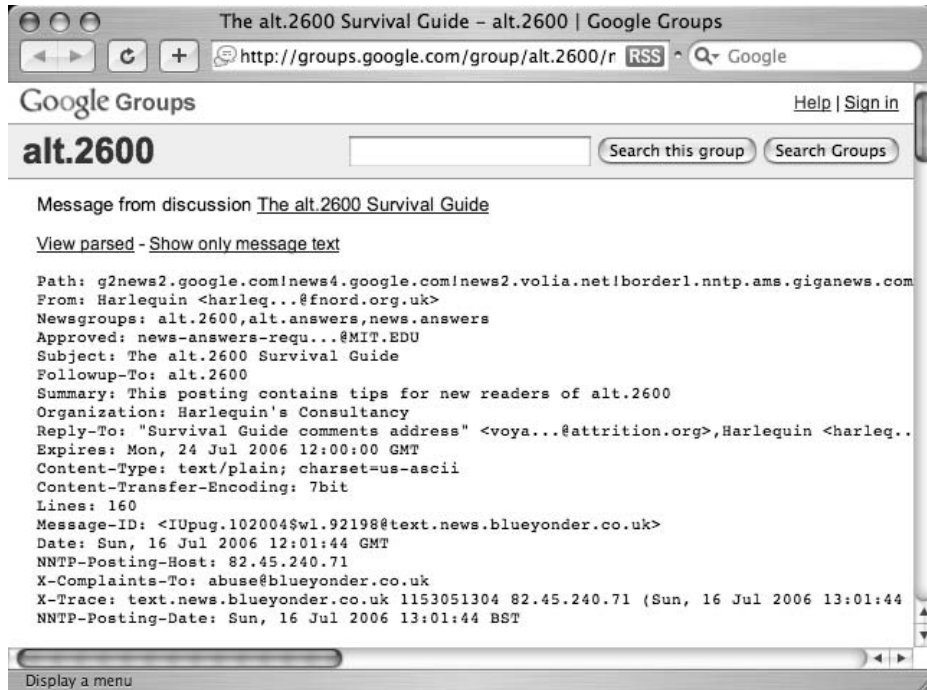 The alt.2600 Survival Guide – alt.2600 | Google Groups
http://groups.google.com/group/alt.2600/r RSS Google
Google Groups
Help | Sign in
alt.2600
Search this group Search Groups
Message from discussion The alt.2600 Survival Guide
View parsed - Show only message text
Path: g2news2.google.com!news4.google.com!news2.volia.net!border1.nntp.ams.giganews.com
From: Harlequin <harleq...@fnord.org.uk>
Newsgroups: alt.2600,alt.answers,news.answers
Approved: news-answers-requ...@MIT.EDU
Subject: The alt.2600 Survival Guide
Followup-To: alt.2600
Summary: This posting contains tips for new readers of alt.2600
Organization: Harlequin's Consultancy
Reply-To: "Survival Guide comments address" <voya...@attrition.org>,Harlequin <harleq..
Expires: Mon, 24 Jul 2006 12:00:00 GMT
Content-Type: text/plain; charset=us-ascii
Content-Transfer-Encoding: 7bit
Lines: 160
Message-ID: <IUpug.102004$wl.92198@text.news.blueyonder.co.uk>
Date: Sun, 16 Jul 2006 12:01:44 GMT
NNTP-Posting-Host: 82.45.240.71
X-Complaints-To: abuse@blueyonder.co.uk
X-Trace: text.news.blueyonder.co.uk 1153051304 82.45.240.71 (Sun, 16 Jul 2006 13:01:44
NNTP-Posting-Date: Sun, 16 Jul 2006 13:01:44 BST
Display a menu